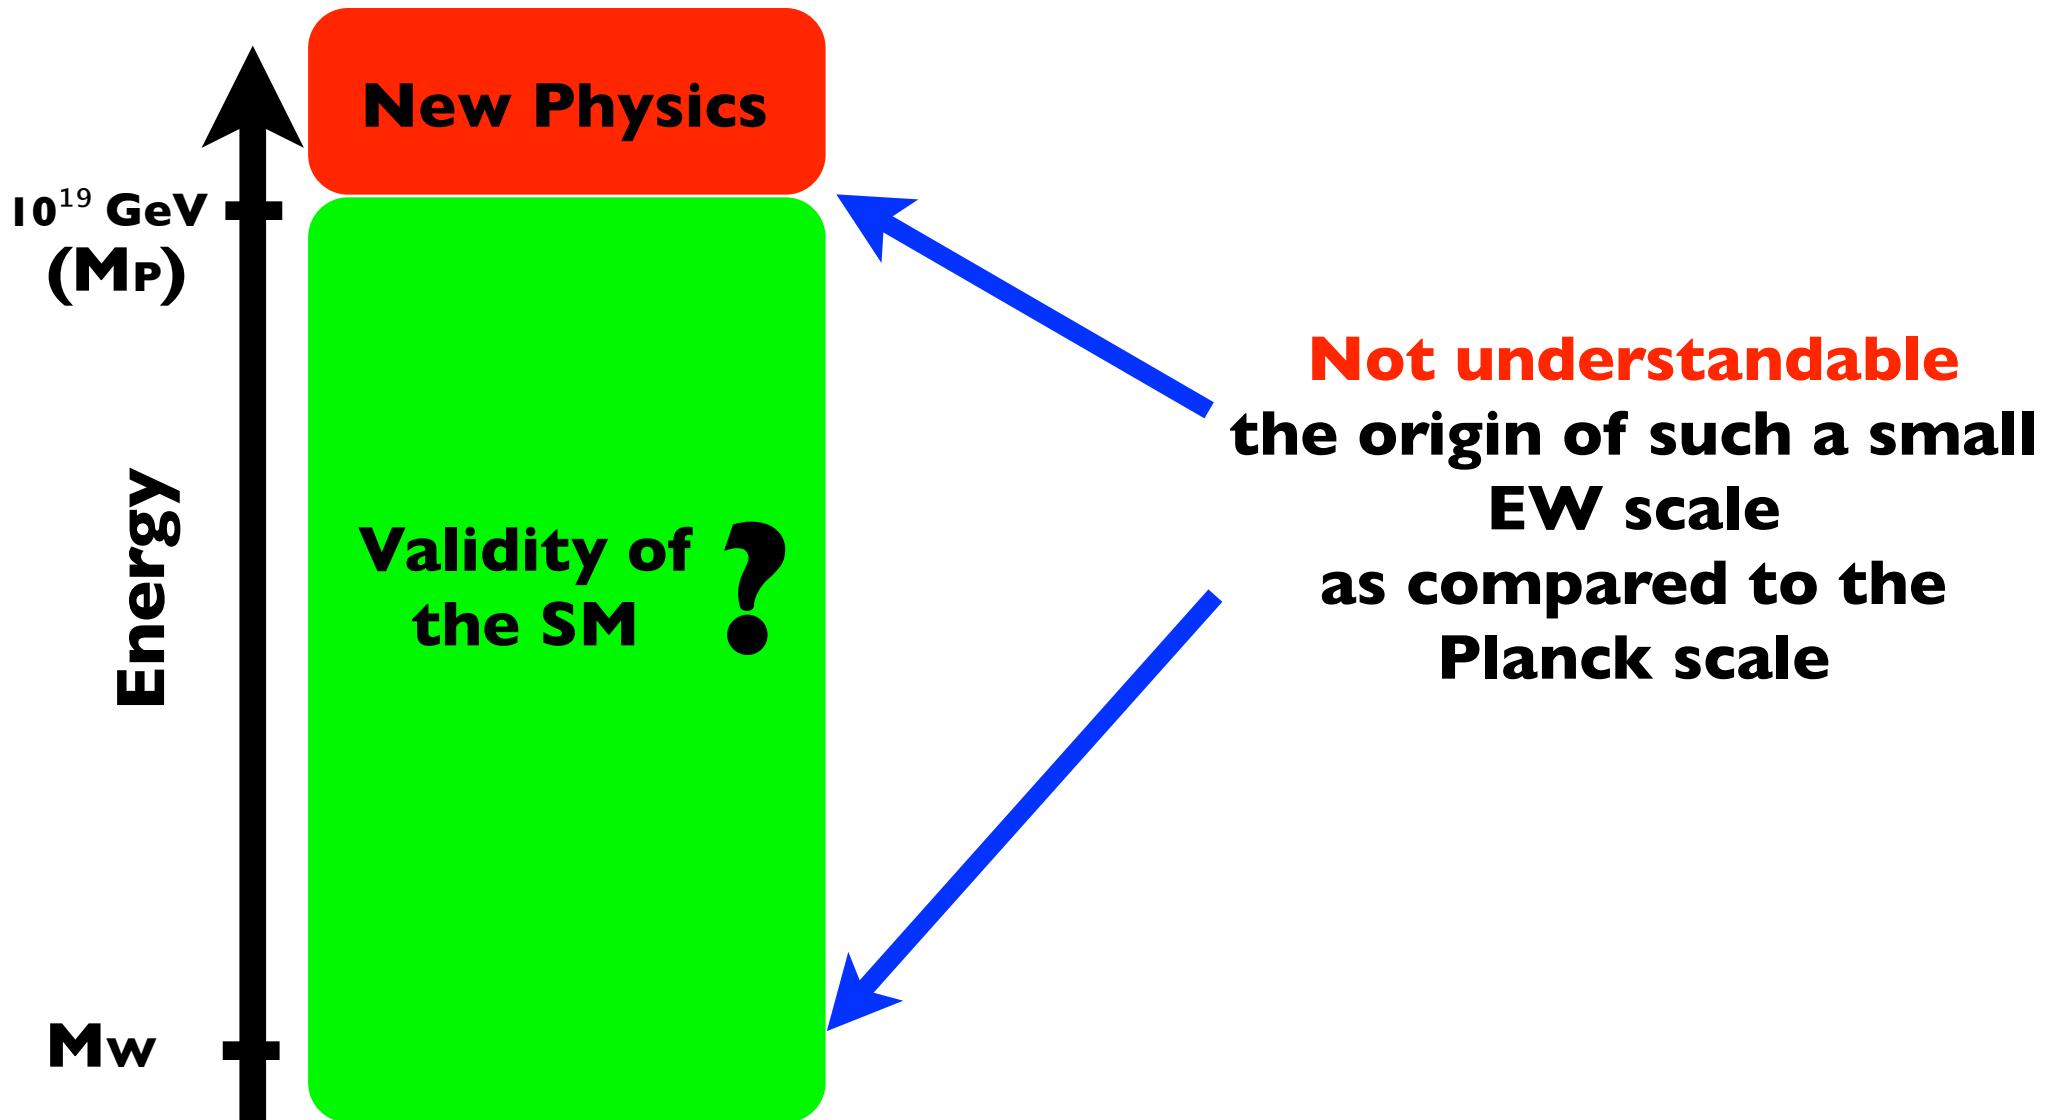 New Physics
10¹⁹ GeV
(MP)
Energy
Validity of
the SM ?
Not understandable
the origin of such a small
EW scale
as compared to the
Planck scale
MW